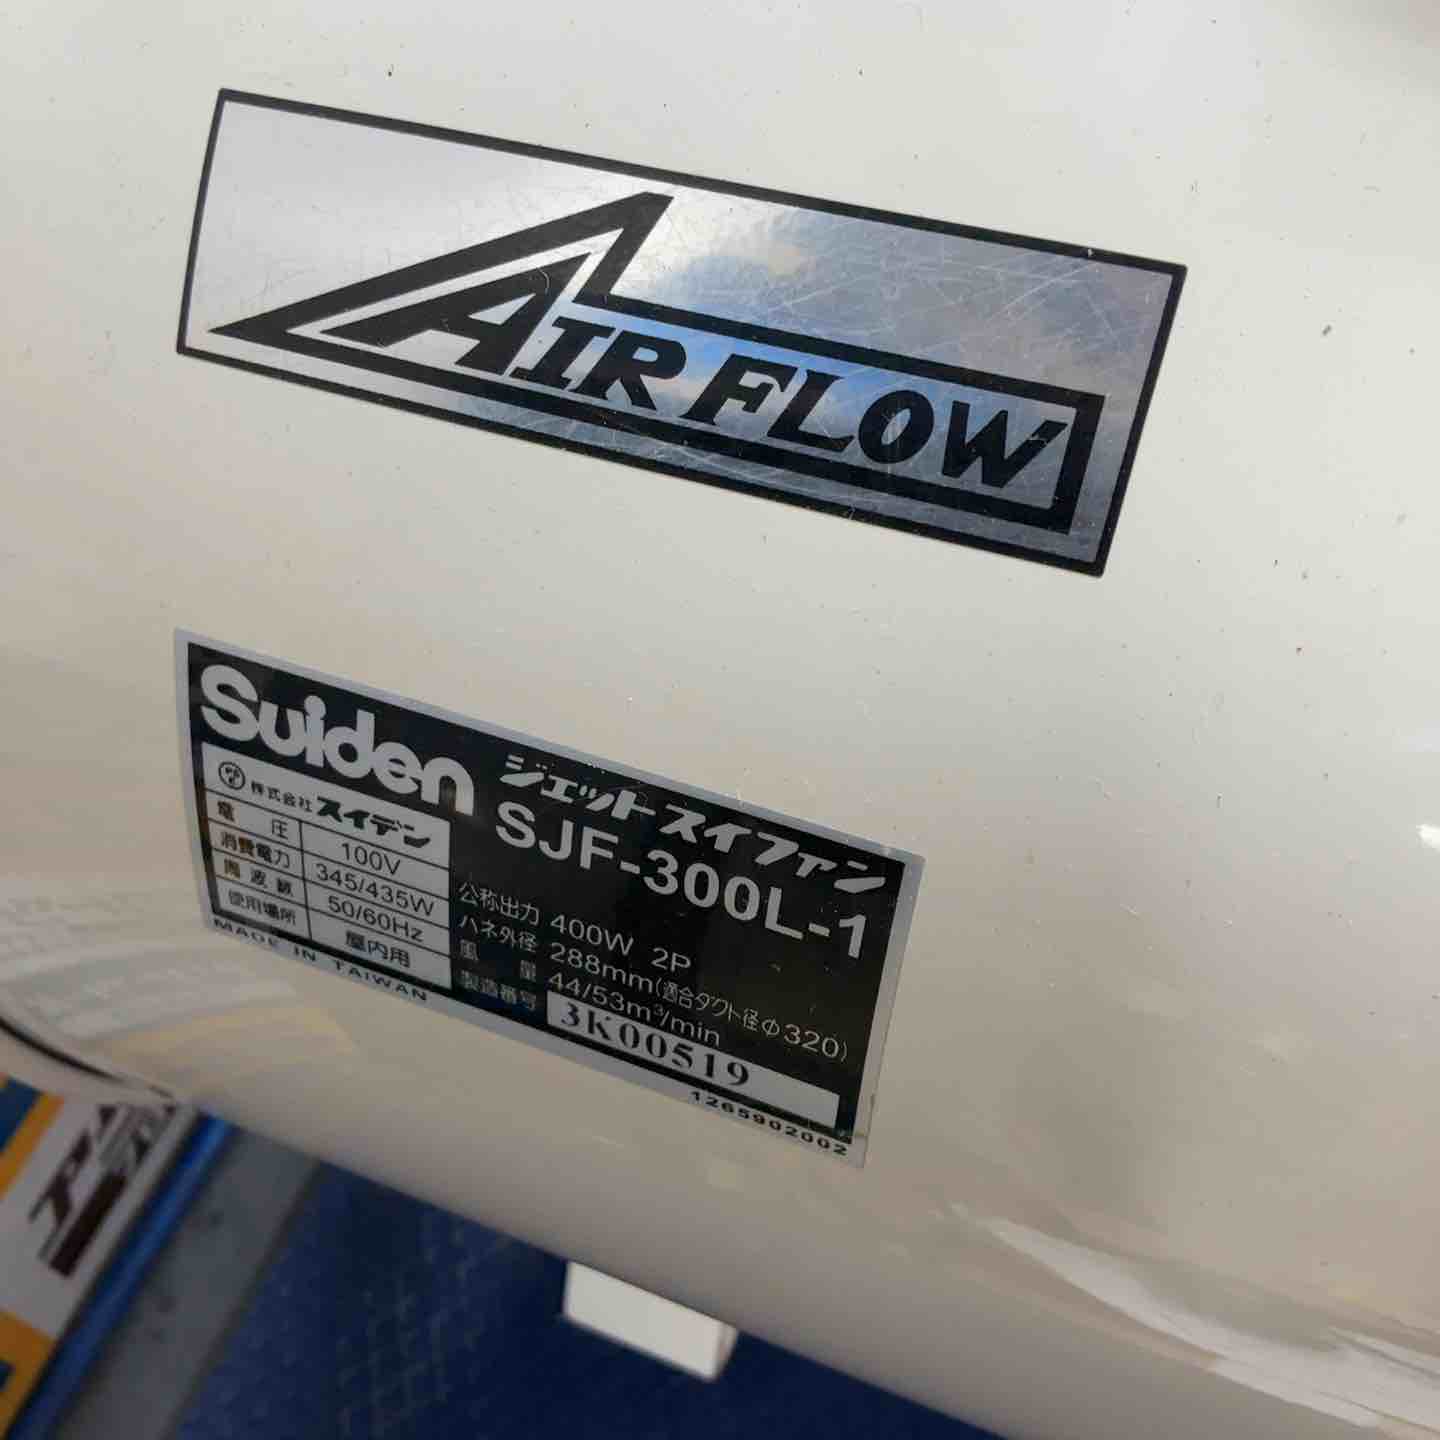 AIR FLOW
Suiden
ジェットスイファン
SJF-300L-1
株式会社 スイデン
電圧 100V
消費電力 345/435W
周波数 50/60Hz
使用場所 屋内用
MADE IN TAIWAN
公称出力 400W 2P
ハネ外径 288mm(適合ダクト径Φ320)
風量 44/53m³/min
製造番号 3K00519
1265902002